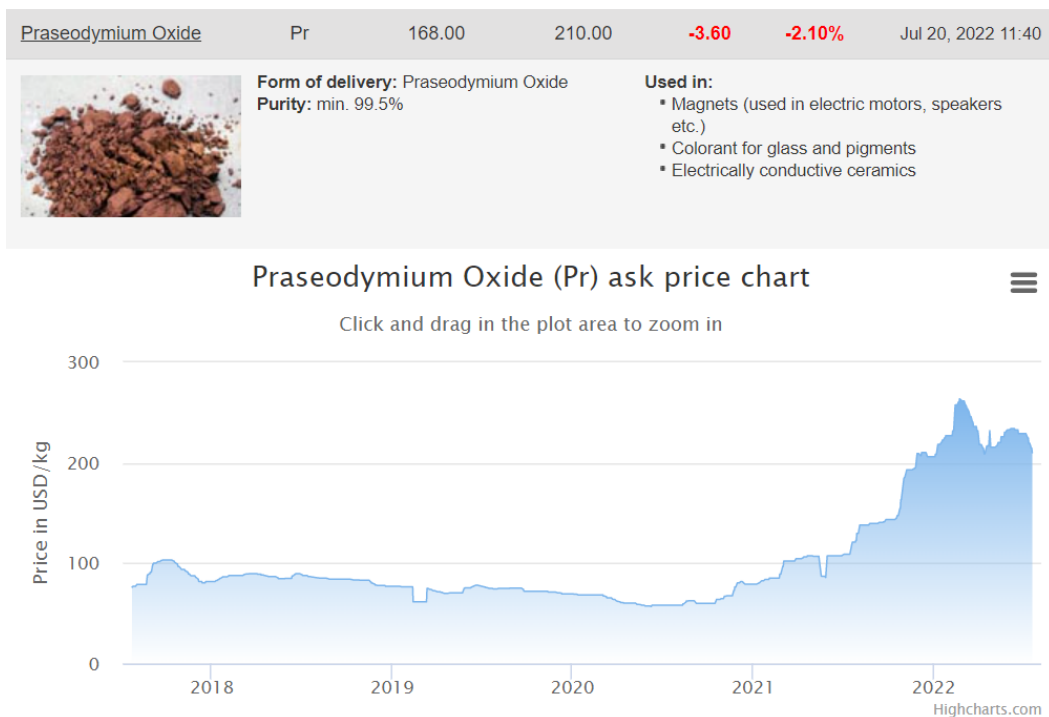 Praseodymium Oxide Pr 168.00 210.00 -3.60 -2.10% Jul 20, 2022 11:40
Form of delivery: Praseodymium Oxide
Purity: min. 99.5%
Used in:
Magnets (used in electric motors, speakers
etc.)
Colorant for glass and pigments
Electrically conductive ceramics
Praseodymium Oxide (Pr) ask price chart
Click and drag in the plot area to zoom in
Price in USD/kg
300
200
100
0
2018 2019 2020 2021 2022
Highcharts.com